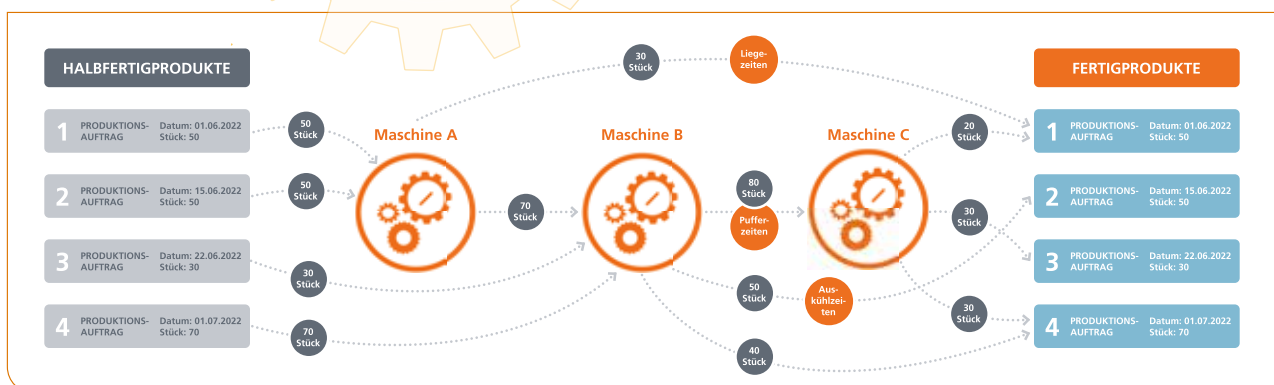 HALBFERTIGPRODUKTE
1 PRODUKTIONS- Datum: 01.06.2022
AUFTRAG Stück: 50
2 PRODUKTIONS- Datum: 15.06.2022
AUFTRAG Stück: 50
3 PRODUKTIONS- Datum: 22.06.2022
AUFTRAG Stück: 30
4 PRODUKTIONS- Datum: 01.07.2022
AUFTRAG Stück: 70
50
Stück
50
Stück
30
Stück
70
Stück
Maschine A
70
Stück
30
Stück
Liege-
zeiten
Maschine B
80
Stück
Puffer-
zeiten
50
Stück
Aus-
kühlzei-
ten
40
Stück
Maschine C
20
Stück
30
Stück
30
Stück
FERTIGPRODUKTE
1 PRODUKTIONS- Datum: 01.06.2022
AUFTRAG Stück: 50
2 PRODUKTIONS- Datum: 15.06.2022
AUFTRAG Stück: 50
3 PRODUKTIONS- Datum: 22.06.2022
AUFTRAG Stück: 30
4 PRODUKTIONS- Datum: 01.07.2022
AUFTRAG Stück: 70